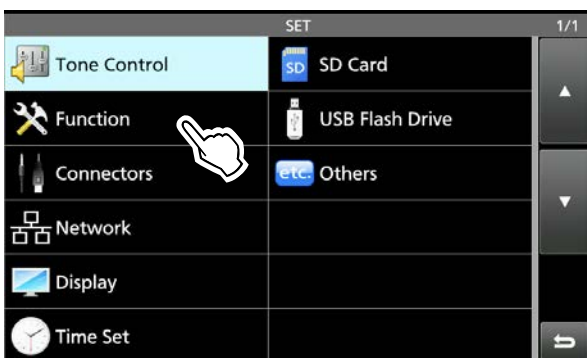 SET 1/1
Tone Control
SD SD Card
Function
USB Flash Drive
Connectors
etc. Others
Network
Display
Time Set